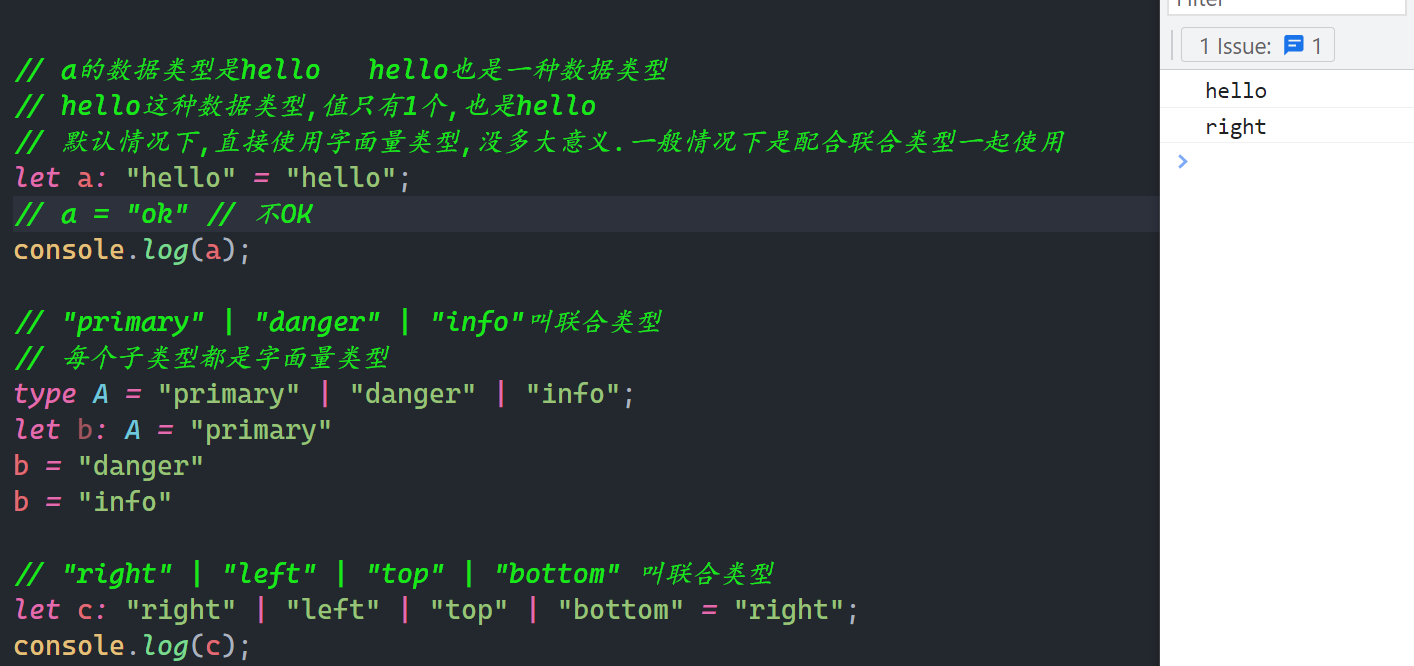 Filter
// a的数据类型是hello   hello也是一种数据类型
1 Issue: 1
// hello这种数据类型,值只有1个,也是hello
hello
// 默认情况下,直接使用字面量类型,没多大意义.一般情况下是配合联合类型一起使用
right
let a: "hello" = "hello";
// a = "ok" // 不OK
console.log(a);
// "primary" | "danger" | "info"叫联合类型
// 每个子类型都是字面量类型
type A = "primary" | "danger" | "info";
let b: A = "primary"
b = "danger"
b = "info"
// "right" | "left" | "top" | "bottom" 叫联合类型
let c: "right" | "left" | "top" | "bottom" = "right";
console.log(c);